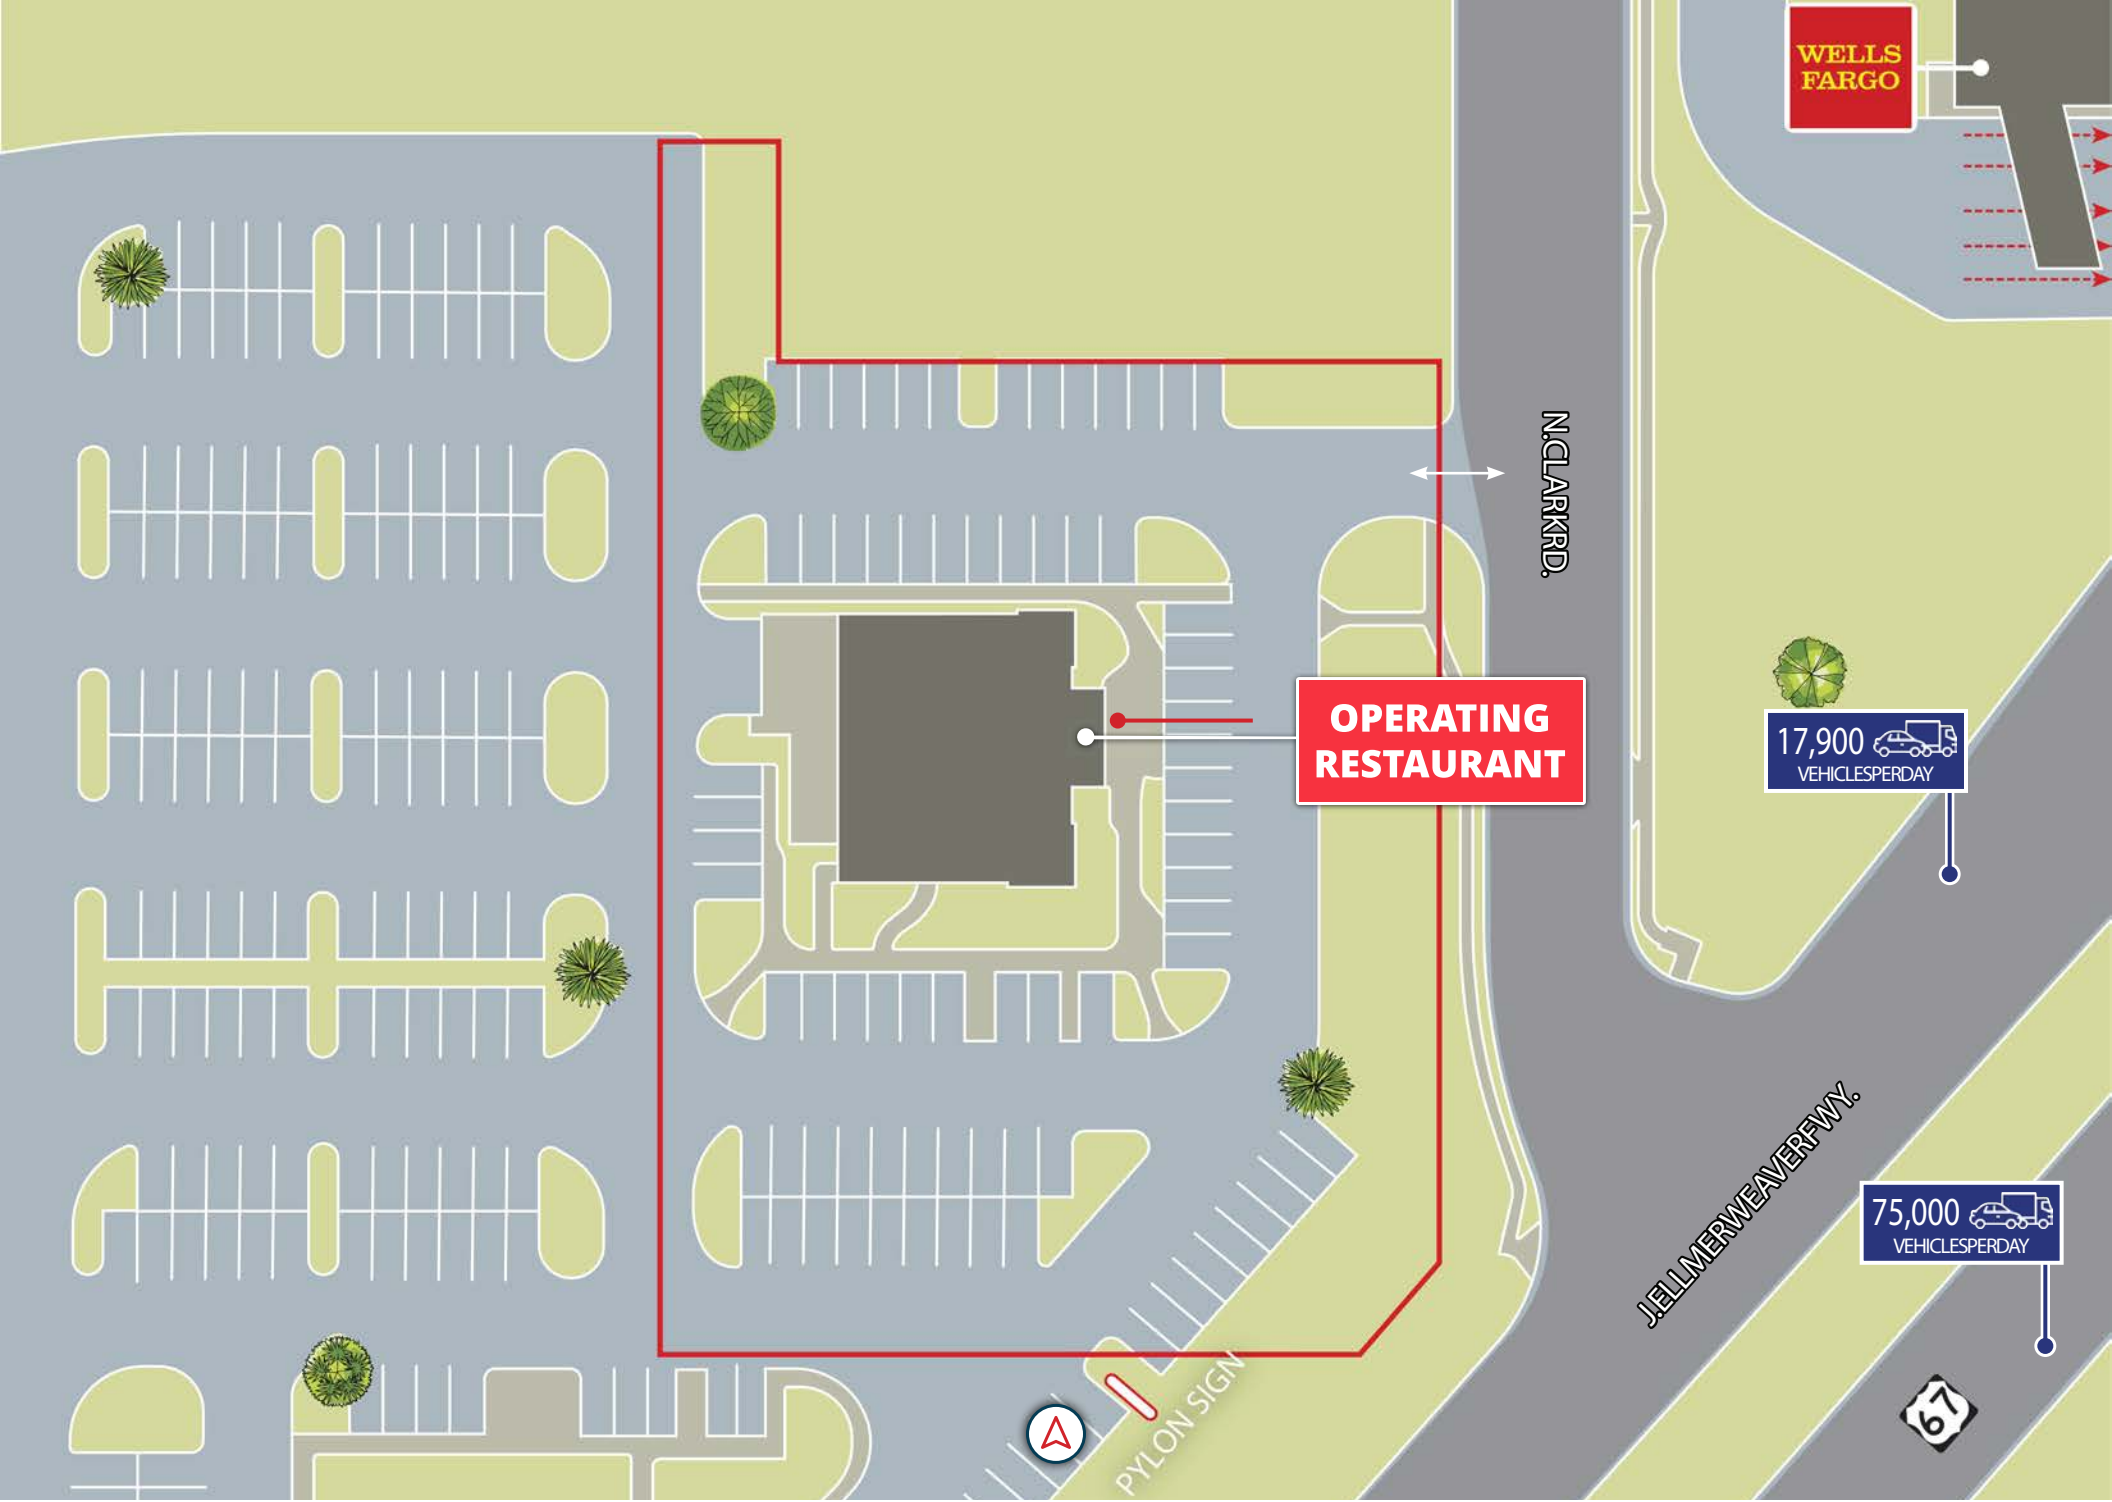 WELLS
FARGO
N.CLARKRD.
OPERATING
RESTAURANT
17,900
VEHICLESPERDAY
J.ELLMERWEAVERFWY.
75,000
VEHICLESPERDAY
67
PYLON SIGN